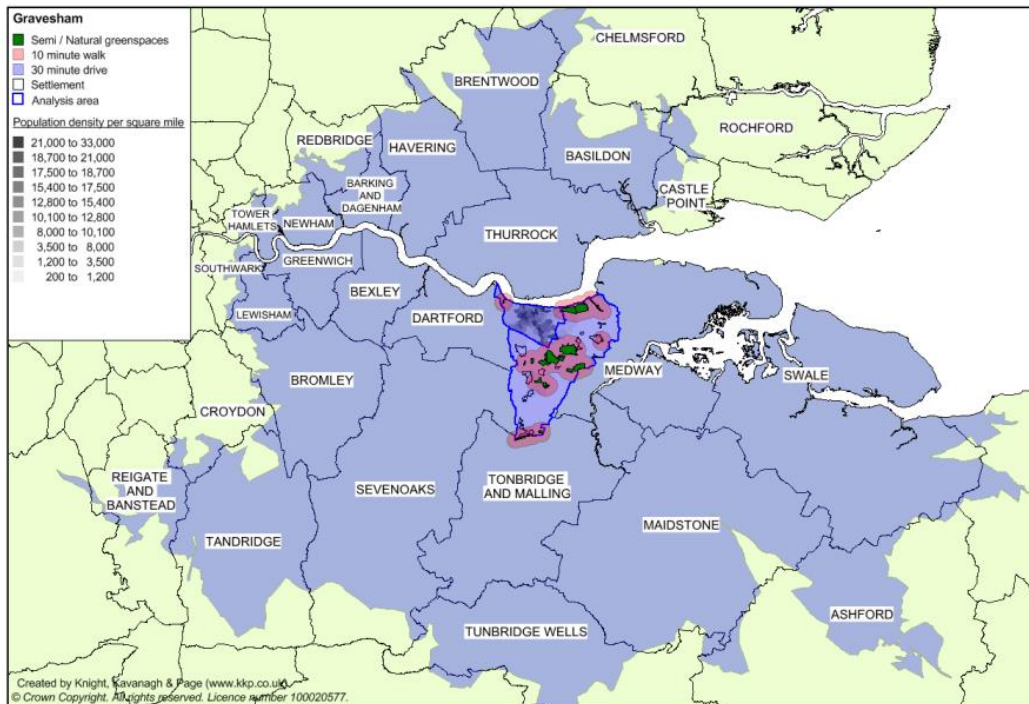 Gravesham
Semi / Natural greenspaces
10 minute walk
30 minute drive
Settlement
Analysis area
Population density per square mile
21,000 to 33,000
18,700 to 21,000
17,500 to 18,700
15,400 to 17,500
12,800 to 15,400
10,100 to 12,800
8,000 to 10,100
3,500 to 8,000
1,200 to 3,500
200 to 1,200
CHELMSFORD
BRENTWOOD
ROCHFORD
REDBRIDGE
HAVERING
BASILDON
BARKING
AND
DAGENHAM
CASTLE
POINT
TOWER
HAMLETS
NEWHAM
THURROCK
SOUTHWARK
GREENWICH
BEXLEY
LEWISHAM
DARTFORD
MEDWAY
SWALE
BROMLEY
CROYDON
REIGATE
AND
BANSTEAD
SEVENOAKS
TONBRIDGE
AND MALLING
MAIDSTONE
TANDRIDGE
ASHFORD
TUNBRIDGE WELLS
Created by Knight, Kavanagh & Page (www.kkp.co.uk)
© Crown Copyright. All rights reserved. Licence number 100020577.